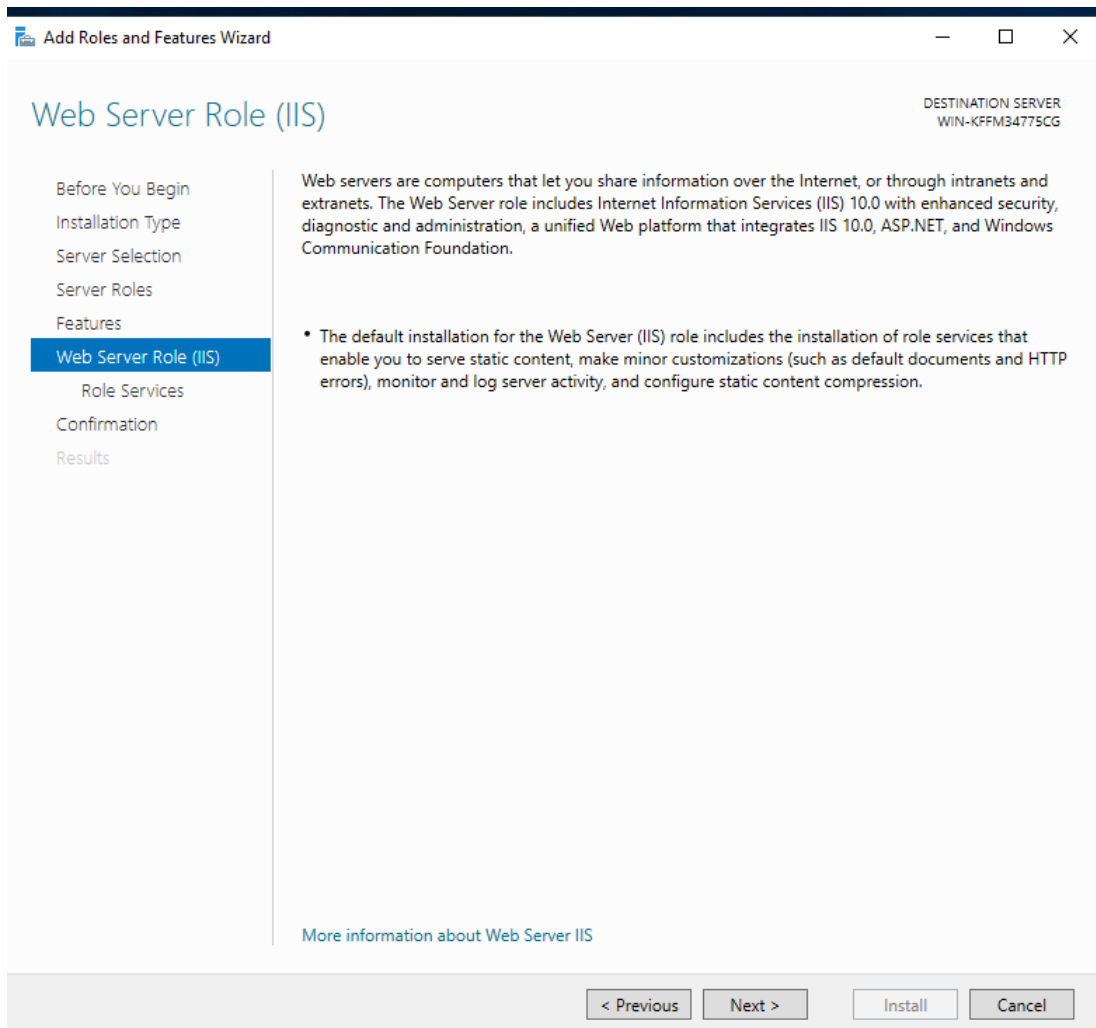 Add Roles and Features Wizard
Web Server Role (IIS)
DESTINATION SERVER
WIN-KFFM34775CG
Before You Begin
Installation Type
Server Selection
Server Roles
Features
Web Server Role (IIS)
Role Services
Confirmation
Results
Web servers are computers that let you share information over the Internet, or through intranets and
extranets. The Web Server role includes Internet Information Services (IIS) 10.0 with enhanced security,
diagnostic and administration, a unified Web platform that integrates IIS 10.0, ASP.NET, and Windows
Communication Foundation.
• The default installation for the Web Server (IIS) role includes the installation of role services that
enable you to serve static content, make minor customizations (such as default documents and HTTP
errors), monitor and log server activity, and configure static content compression.
More information about Web Server IIS
< Previous
Next >
Install
Cancel